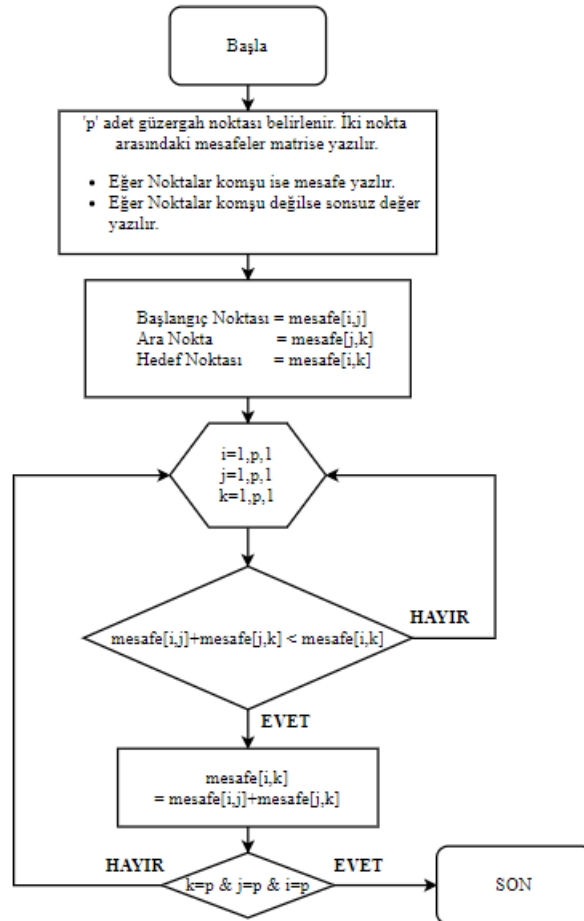 Başla
'p' adet güzergah noktası belirlenir. İki nokta
arasındaki mesafeler matrise yazılır.
• Eğer Noktalar komşu ise mesafe yazlır.
• Eğer Noktalar komşu değilse sonsuz değer
yazılır.
Başlangıç Noktası = mesafe[i,j]
Ara Nokta = mesafe[j,k]
Hedef Noktası = mesafe[i,k]
i=1,p,1
j=1,p,1
k=1,p,1
mesafe[i,j]+mesafe[j,k] < mesafe[i,k]
HAYIR
EVET
mesafe[i,k]
= mesafe[i,j]+mesafe[j,k]
HAYIR
k=p & j=p & i=p
EVET
SON